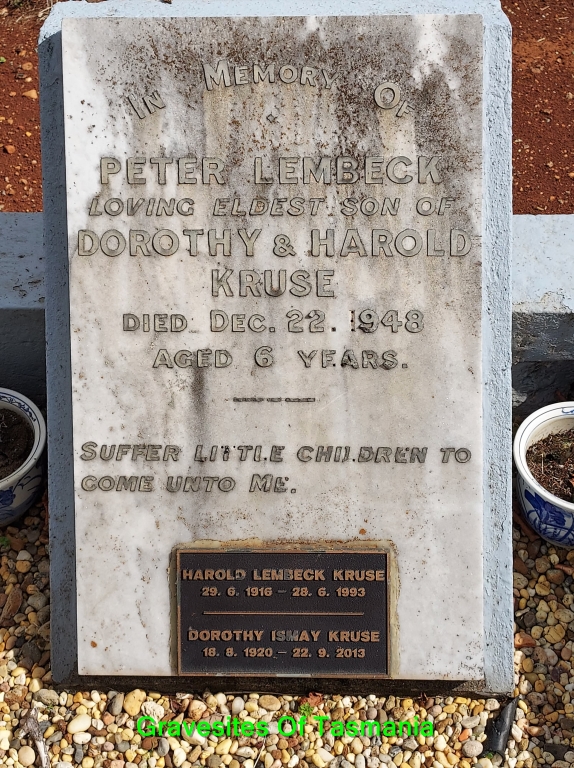 IN MEMORY OF
PETER LEMBECK
LOVING ELDEST SON OF
DOROTHY & HAROLD
KRUSE
DIED DEC. 22. 1948
AGED 6 YEARS.
SUFFER LITTLE CHILDREN TO
COME UNTO ME.
HAROLD LEMBECK KRUSE
29. 6. 1916 - 28. 6. 1993
DOROTHY ISMAY KRUSE
18. 8. 1920 - 22. 9. 2013
Gravesites Of Tasmania